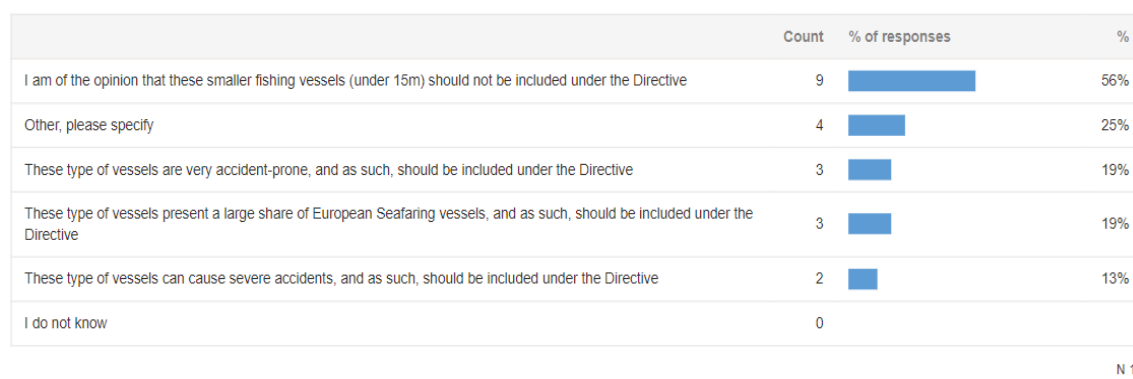 Count % of responses %
I am of the opinion that these smaller fishing vessels (under 15m) should not be included under the Directive 9 56%
Other, please specify 4 25%
These type of vessels are very accident-prone, and as such, should be included under the Directive 3 19%
These type of vessels present a large share of European Seafaring vessels, and as such, should be included under the
Directive 3 19%
These type of vessels can cause severe accidents, and as such, should be included under the Directive 2 13%
I do not know 0
N